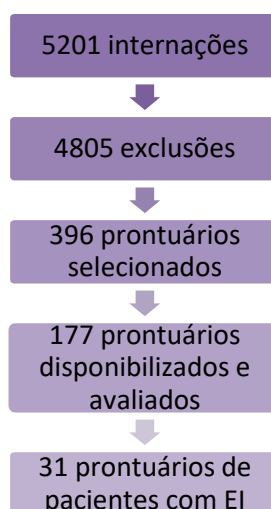 5201 internações
4805 exclusões
396 prontuários
selecionados
177 prontuários
disponibilizados e
avaliados
31 prontuários de
pacientes com EI